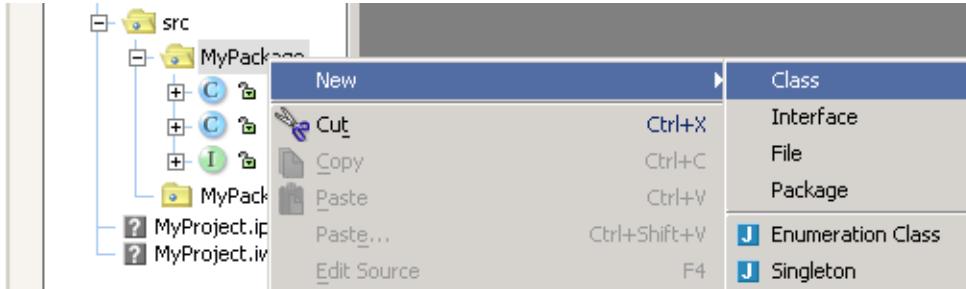 src
MyPackage
New
Class
Cut Ctrl+X
Interface
Copy Ctrl+C
File
MyPack
Paste Ctrl+V
Package
MyProject.ip
Paste... Ctrl+Shift+V
Enumeration Class
MyProject.iw
Edit Source F4
Singleton